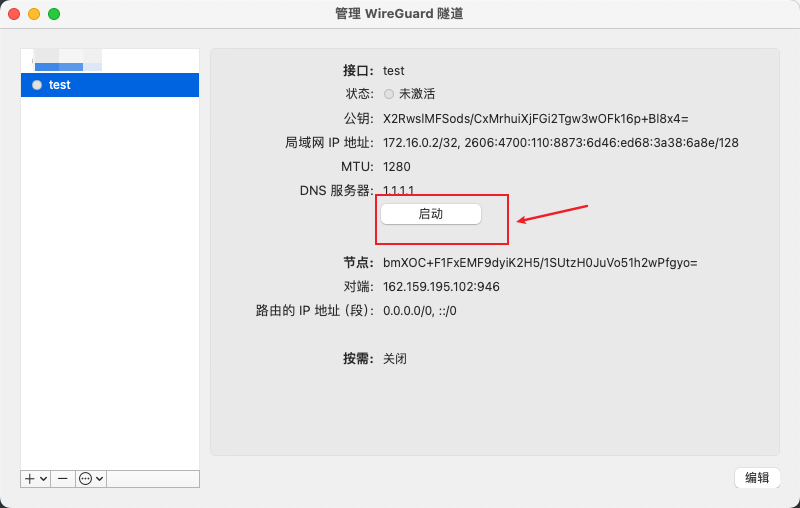 管理 WireGuard 隧道
test
接口: test
状态: 未激活
公钥: X2RwslMFSods/CxMrhuiXjFGi2Tgw3wOFk16p+Bl8x4=
局域网 IP 地址: 172.16.0.2/32, 2606:4700:110:8873:6d46:ed68:3a38:6a8e/128
MTU: 1280
DNS 服务器: 1.1.1.1
启动
节点: bmXOC+F1FxEMF9dyiK2H5/1SUtzH0JuVo51h2wPfgyo=
对端: 162.159.195.102:946
路由的 IP 地址 (段): 0.0.0.0/0, ::/0
按需: 关闭
编辑